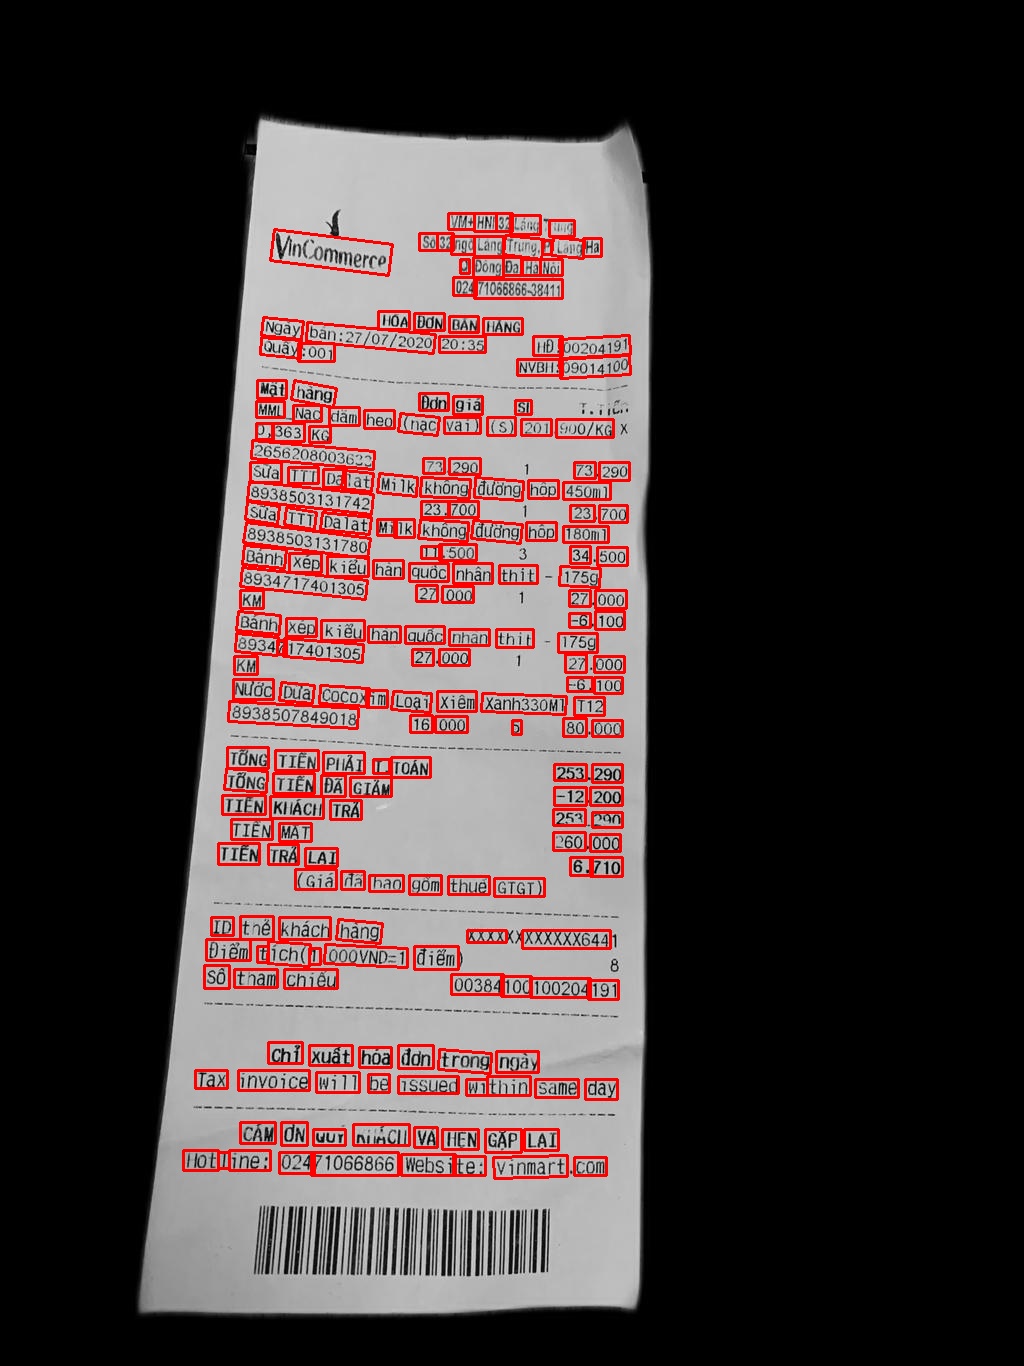 VinCommerce
VM+ HNI 32 Láng Trung
Số 32 ngõ Láng Trung, P Láng Hạ
Q Đống Đa Hà Nội
02471066866-38411
HÓA ĐƠN BÁN HÀNG
Ngày bán:27/07/2020 20:35 HĐ:00204191
Quầy:001 NVBH:09014100
Mặt hàng Đơn giá Sl T.Tiền
MML_Nạc dăm heo (nạc vai) (S) 201.900/KG X
0,363 KG
2656208003633 73.290 1 73.290
Sữa TTT Dalat Milk không đường hộp 450ml
8938503131742 23.700 1 23.700
Sữa TTT Dalat Milk không đường hộp 180ml
8938503131780 11.500 3 34.500
Bánh xép kiểu hàn quốc nhân thịt - 175g
8934717401305 27.000 1 27.000
KM -6.100
Bánh xép kiểu hàn quốc nhân thịt - 175g
8934717401305 27.000 1 27.000
KM -6.100
Nước Dừa Cocoxim Loại Xiêm Xanh330Ml T12
8938507849018 16.000 5 80.000
TỔNG TIỀN PHẢI T.TOÁN 253.290
TỔNG TIỀN ĐÃ GIẢM -12.200
TIỀN KHÁCH TRẢ 253.290
TIỀN MẶT 260.000
TIỀN TRẢ LẠI 6.710
(Giá đã bao gồm thuế GTGT)
ID thẻ khách hàng XXXXXXXXXXXX6441
Điểm tích(1.000VND=1 điểm) 8
Số tham chiếu 00384100100204191
Chỉ xuất hóa đơn trong ngày
Tax invoice will be issued within same day
CẢM ƠN QUÝ KHÁCH VÀ HẸN GẶP LẠI
Hotline: 02471066866 Website: vinmart.com